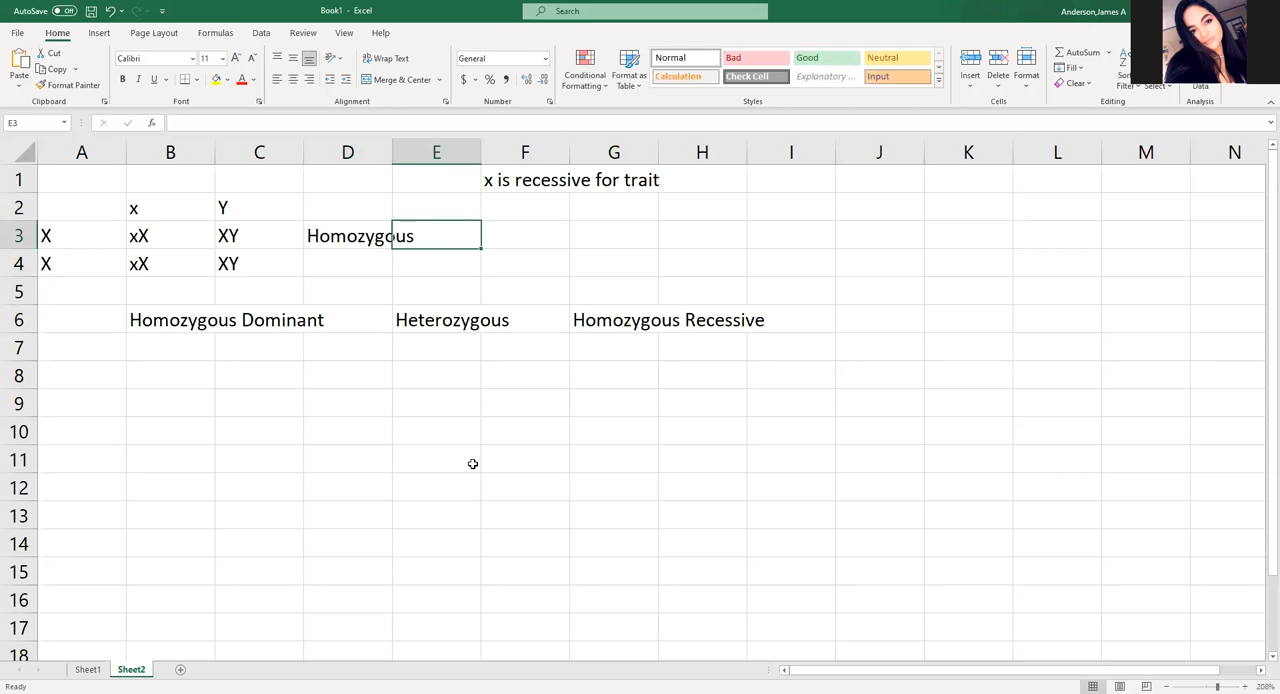 AutoSave Off Book1 - Excel Search Anderson,James A
File Home Insert Page Layout Formulas Data Review View Help
Paste Cut Copy Format Painter Clipboard
Calibri 11 A A B I U A Font
Wrap Text Merge & Center Alignment
General $ % , Number
Conditional Formatting Format as Table
Normal Bad Good Neutral
Calculation Check Cell Explanatory ... Input
Styles
Insert Delete Format Cells
AutoSum Fill Clear Editing
Data Analysis
E3 fx
A B C D E F G H I J K L M N
1 x is recessive for trait
2 x Y
3 X xX XY Homozygous
4 X xX XY
5
6 Homozygous Dominant Heterozygous Homozygous Recessive
7
8
9
10
11
12
13
14
15
16
17
18
Sheet1 Sheet2
Ready 208%